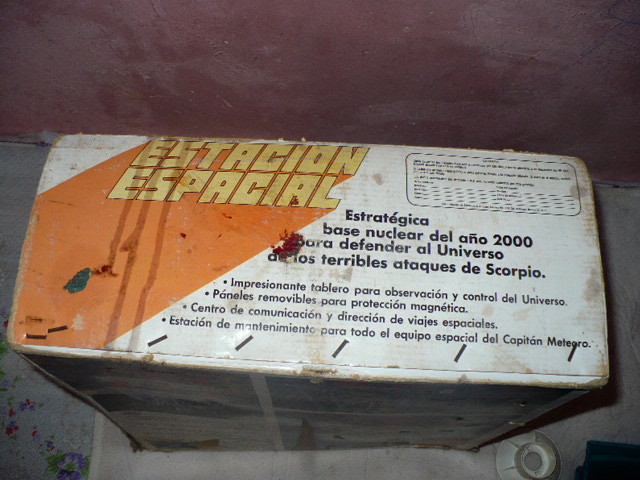 ESTACION
ESPACIAL
Estratégica
base nuclear del año 2000
para defender al Universo
de los terribles ataques de Scorpio.
• Impresionante tablero para observación y control del Universo.
• Páneles removibles para protección magnética.
• Centro de comunicación y dirección de viajes espaciales.
• Estación de mantenimiento para todo el equipo espacial del Capitán Meteoro.